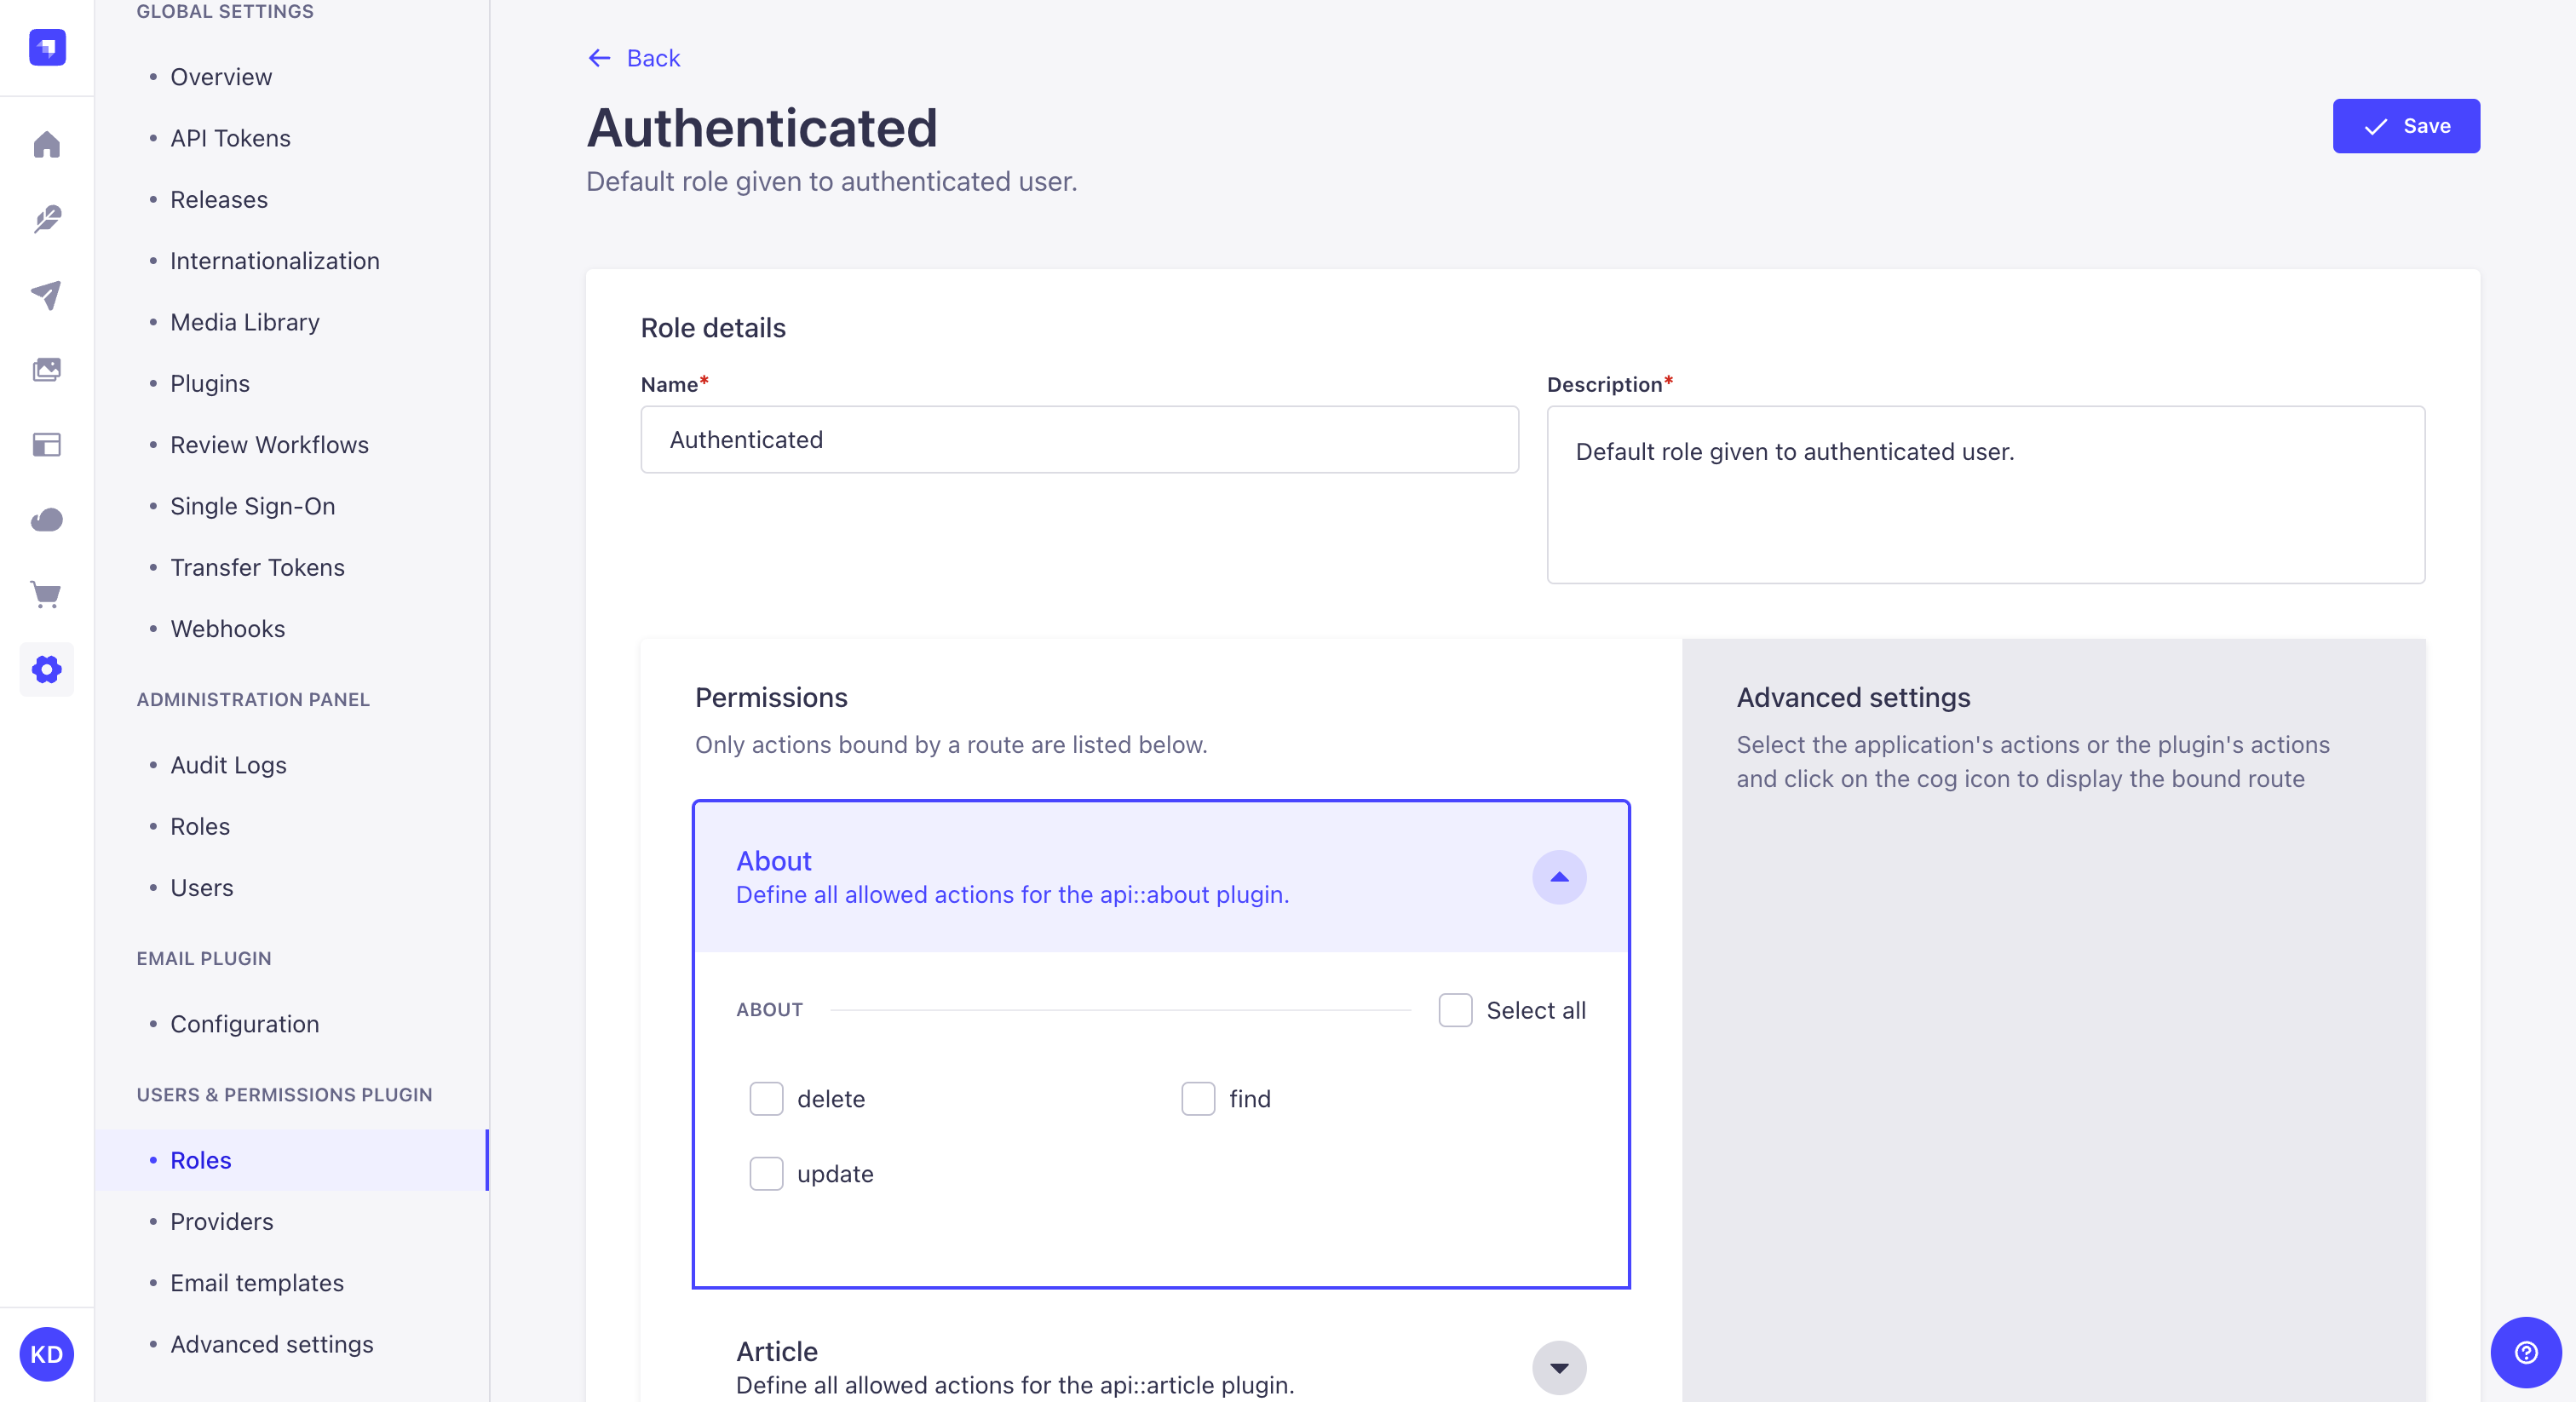 GLOBAL SETTINGS
Overview
API Tokens
Releases
Internationalization
Media Library
Plugins
Review Workflows
Single Sign-On
Transfer Tokens
Webhooks
ADMINISTRATION PANEL
Audit Logs
Roles
Users
EMAIL PLUGIN
Configuration
USERS & PERMISSIONS PLUGIN
Roles
Providers
Email templates
Advanced settings
KD
Back
Authenticated
Default role given to authenticated user.
Save
Role details
Name*
Authenticated
Description*
Default role given to authenticated user.
Permissions
Only actions bound by a route are listed below.
About
Define all allowed actions for the api::about plugin.
ABOUT
Select all
delete
find
update
Article
Define all allowed actions for the api::article plugin.
Advanced settings
Select the application's actions or the plugin's actions
and click on the cog icon to display the bound route